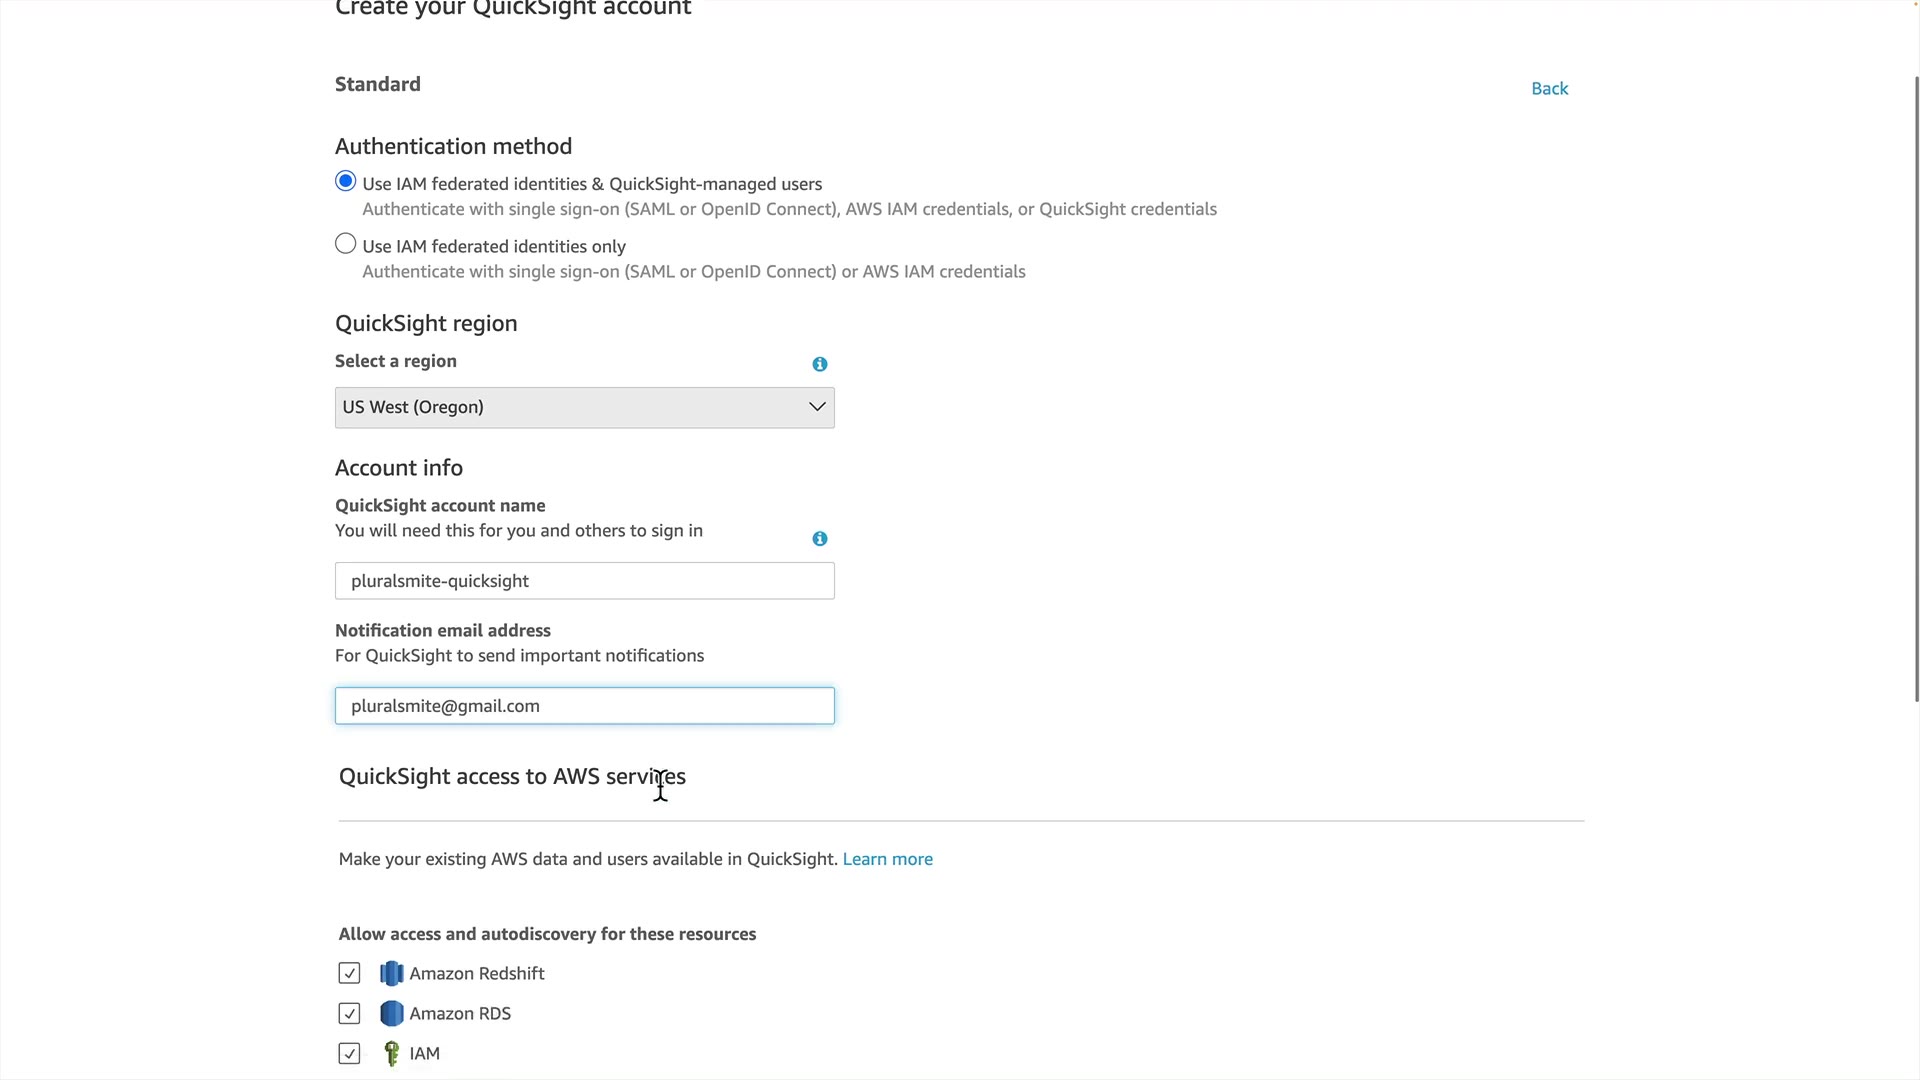 Create your QuickSight account
Standard
Back
Authentication method
Use IAM federated identities & QuickSight-managed users
Authenticate with single sign-on (SAML or OpenID Connect), AWS IAM credentials, or QuickSight credentials
Use IAM federated identities only
Authenticate with single sign-on (SAML or OpenID Connect) or AWS IAM credentials
QuickSight region
Select a region
US West (Oregon)
Account info
QuickSight account name
You will need this for you and others to sign in
pluralsmite-quicksight
Notification email address
For QuickSight to send important notifications
pluralsmite@gmail.com
QuickSight access to AWS services
Make your existing AWS data and users available in QuickSight. Learn more
Allow access and autodiscovery for these resources
Amazon Redshift
Amazon RDS
IAM